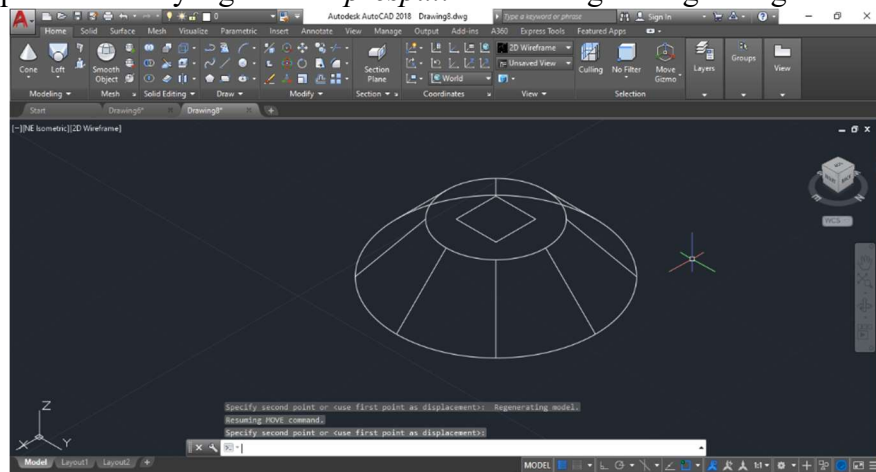 Autodesk AutoCAD 2018 Drawing8.dwg
Type a keyword or phrase
Sign In
Home Solid Surface Mesh Visualize Parametric Insert Annotate View Manage Output Add-ins A360 Express Tools Featured Apps
2D Wireframe
Unsaved View
World
Cone Loft Smooth Object Section Plane Culling No Filter Move Gizmo Layers Groups View
Modeling Mesh Solid Editing Draw Modify Section Coordinates View Selection
Start Drawing6* Drawing8*
[−][NE Isometric][2D Wireframe]
WCS
Specify second point or <use first point as displacement>: Regenerating model.
Resuming MOVE command.
Specify second point or <use first point as displacement>:
Z
X Y
Model Layout1 Layout2 + MODEL 1:1